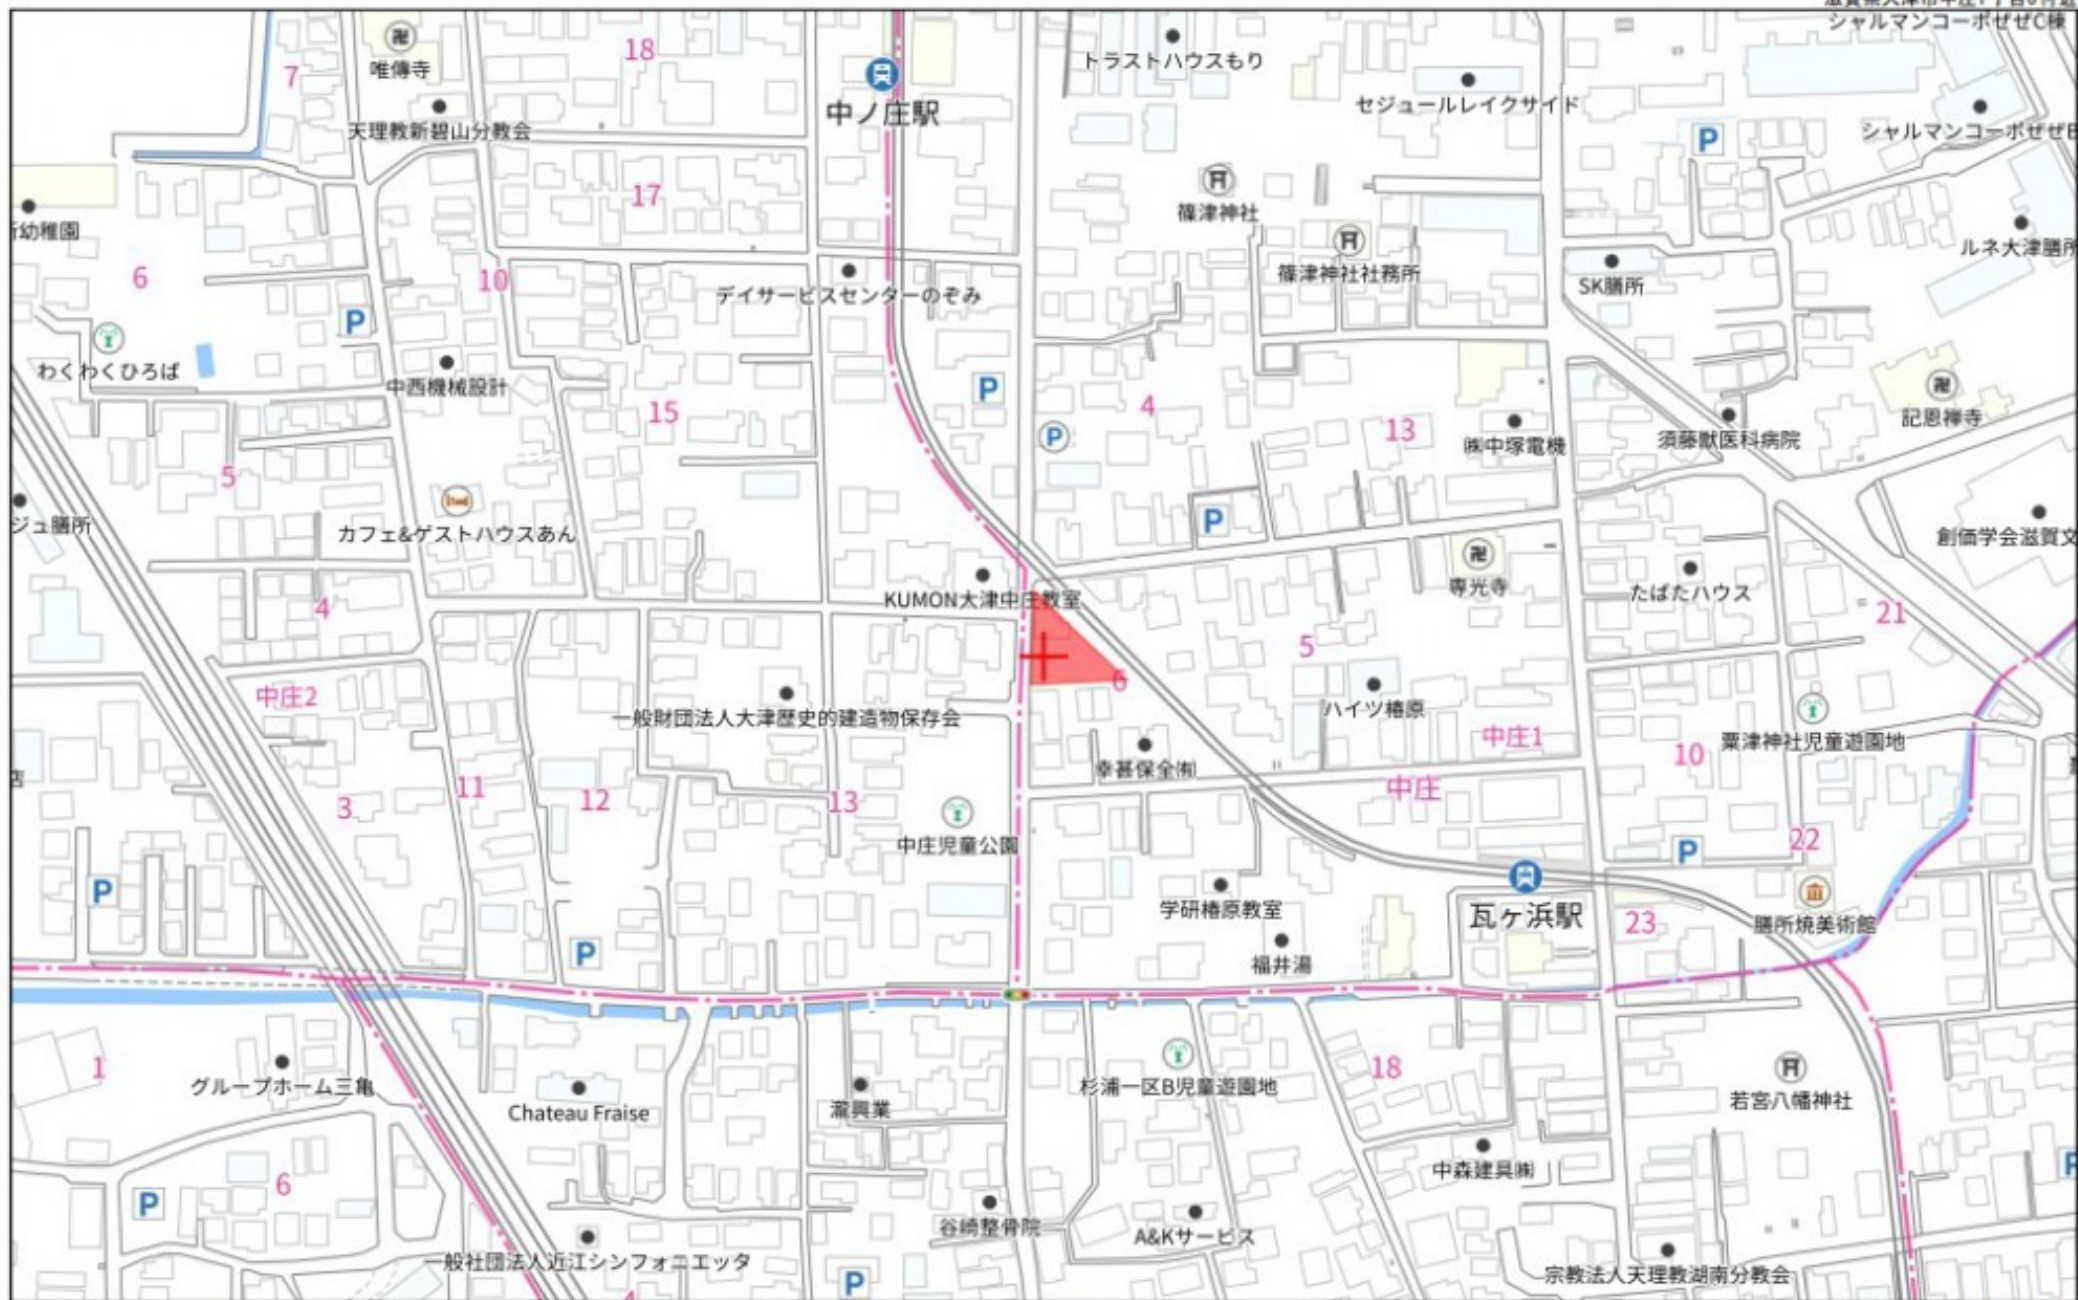 シャルマンコーポぜぜC棟
唯傳寺
7
18
トラストハウスもり
中ノ庄駅
セジュールレイクサイド
天理教新碧山分教会
P
シャルマンコーポぜぜB
17
篠津神社
幼稚園
ルネ大津膳所
6
10
デイサービスセンターのぞみ
篠津神社社務所
SK膳所
P
わくわくひろば
中西機械設計
P
15
4
13
P
㈱中塚電機
須藤獣医科病院
記恩禅寺
5
ジュ膳所
カフェ&ゲストハウスあん
P
創価学会滋賀文
KUMON大津中庄教室
専光寺
たばたハウス
4
21
5
中庄2
6
一般財団法人大津歴史的建造物保存会
ハイツ椿原
中庄1
10
粟津神社児童遊園地
店
幸甚保全㈲
3
11
12
13
中庄
中庄児童公園
22
P
P
学研椿原教室
瓦ヶ浜駅
23
膳所焼美術館
P
福井湯
1
グループホーム三亀
Chateau Fraise
瀧興業
杉浦一区B児童遊園地
18
若宮八幡神社
中森建具㈱
6
P
P
谷崎整骨院
A&Kサービス
一般社団法人近江シンフォニエッタ
P
宗教法人天理教湖南分教会